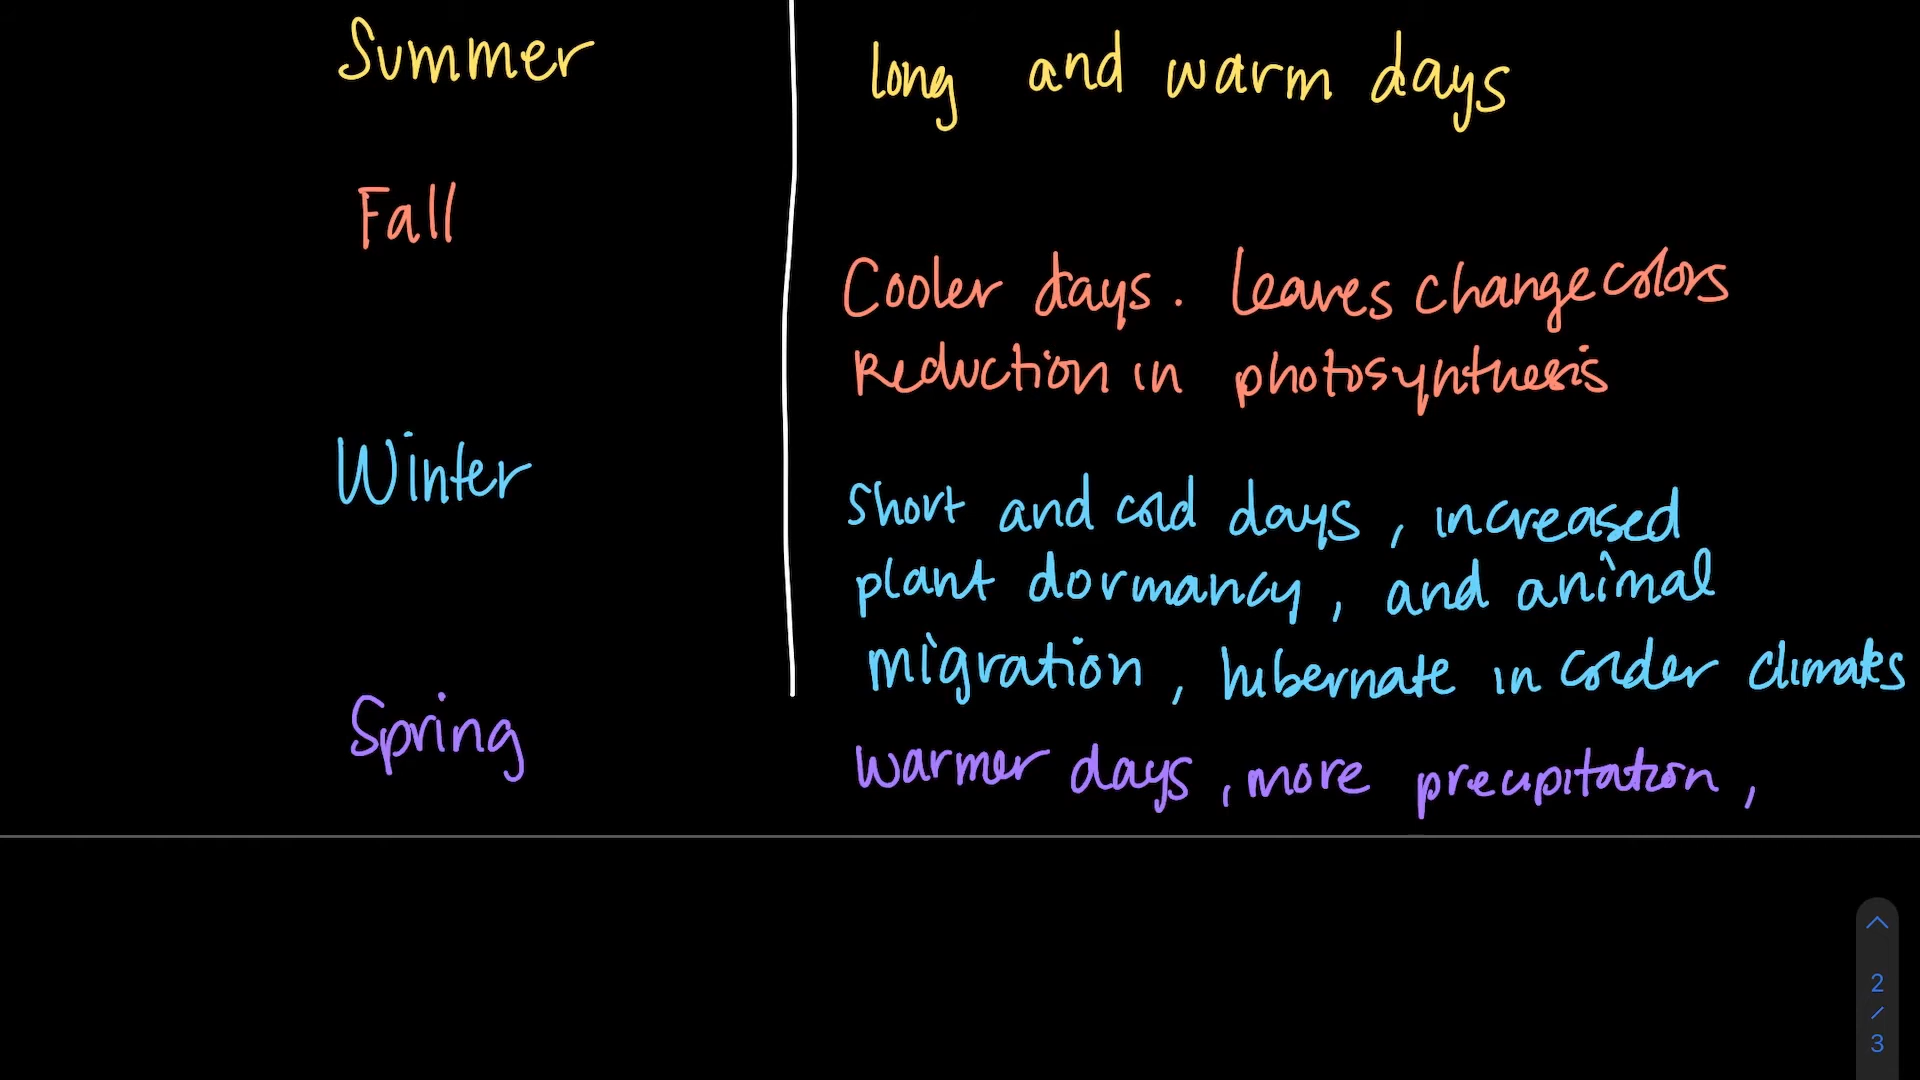 Summer
long and warm days
Fall
Cooler days. Leaves change colors
Reduction in photosynthesis
Winter
Short and cold days, increased
plant dormancy, and animal
migration, hibernate in colder climates
Spring
warmer days, more precipitation,
2
/
3